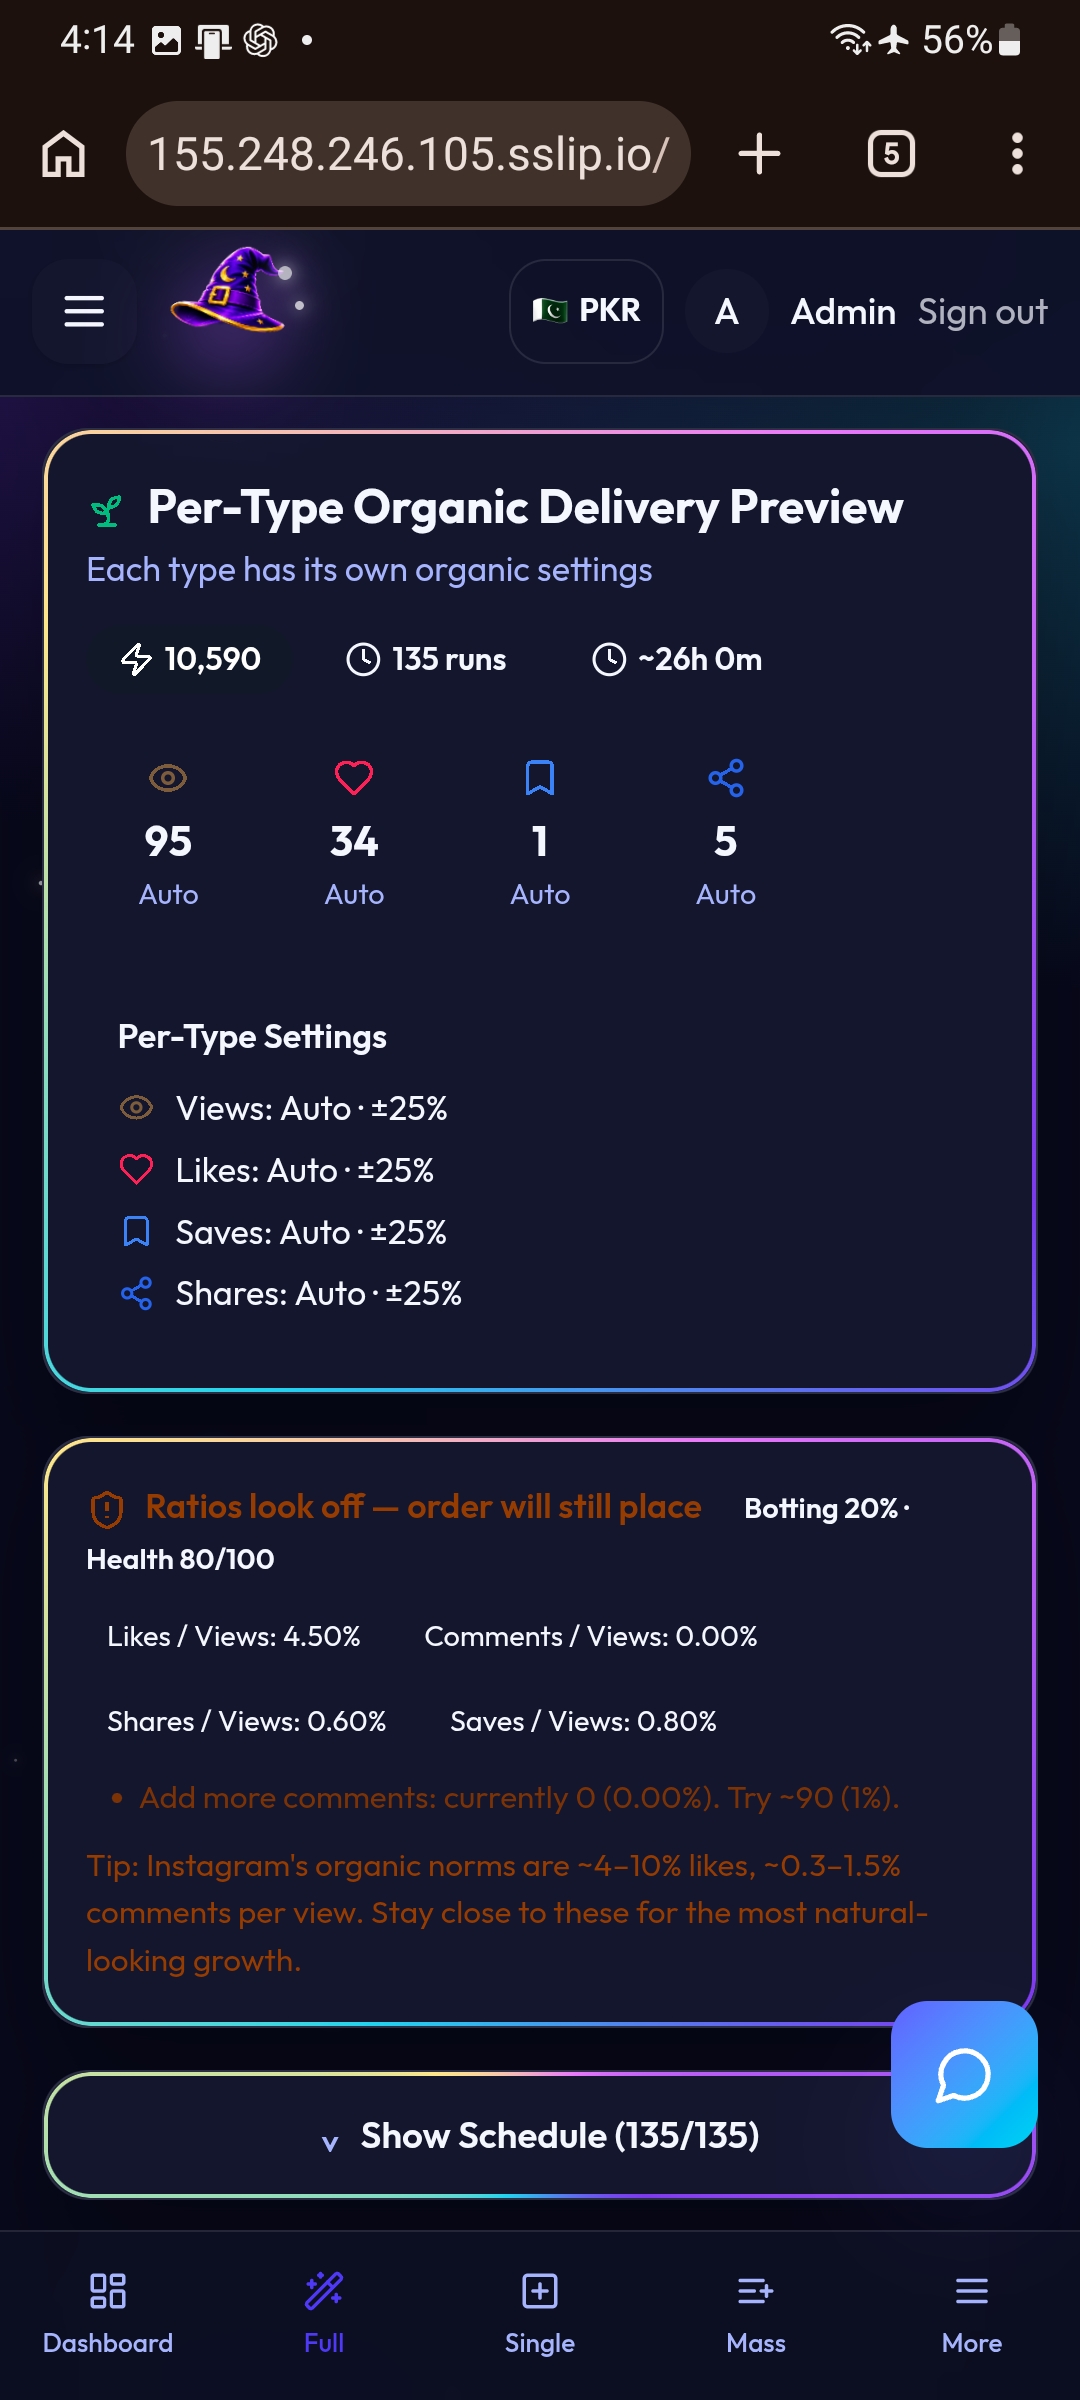 4:14
56%
155.248.246.105.sslip.io/
5
PKR
A
Admin
Sign out
Per-Type Organic Delivery Preview
Each type has its own organic settings
10,590
135 runs
~26h 0m
95
34
1
5
Auto
Auto
Auto
Auto
Per-Type Settings
Views: Auto · ±25%
Likes: Auto · ±25%
Saves: Auto · ±25%
Shares: Auto · ±25%
Ratios look off — order will still place
Botting 20% ·
Health 80/100
Likes / Views: 4.50%
Comments / Views: 0.00%
Shares / Views: 0.60%
Saves / Views: 0.80%
• Add more comments: currently 0 (0.00%). Try ~90 (1%).
Tip: Instagram's organic norms are ~4–10% likes, ~0.3–1.5%
comments per view. Stay close to these for the most natural-
looking growth.
Show Schedule (135/135)
Dashboard
Full
Single
Mass
More